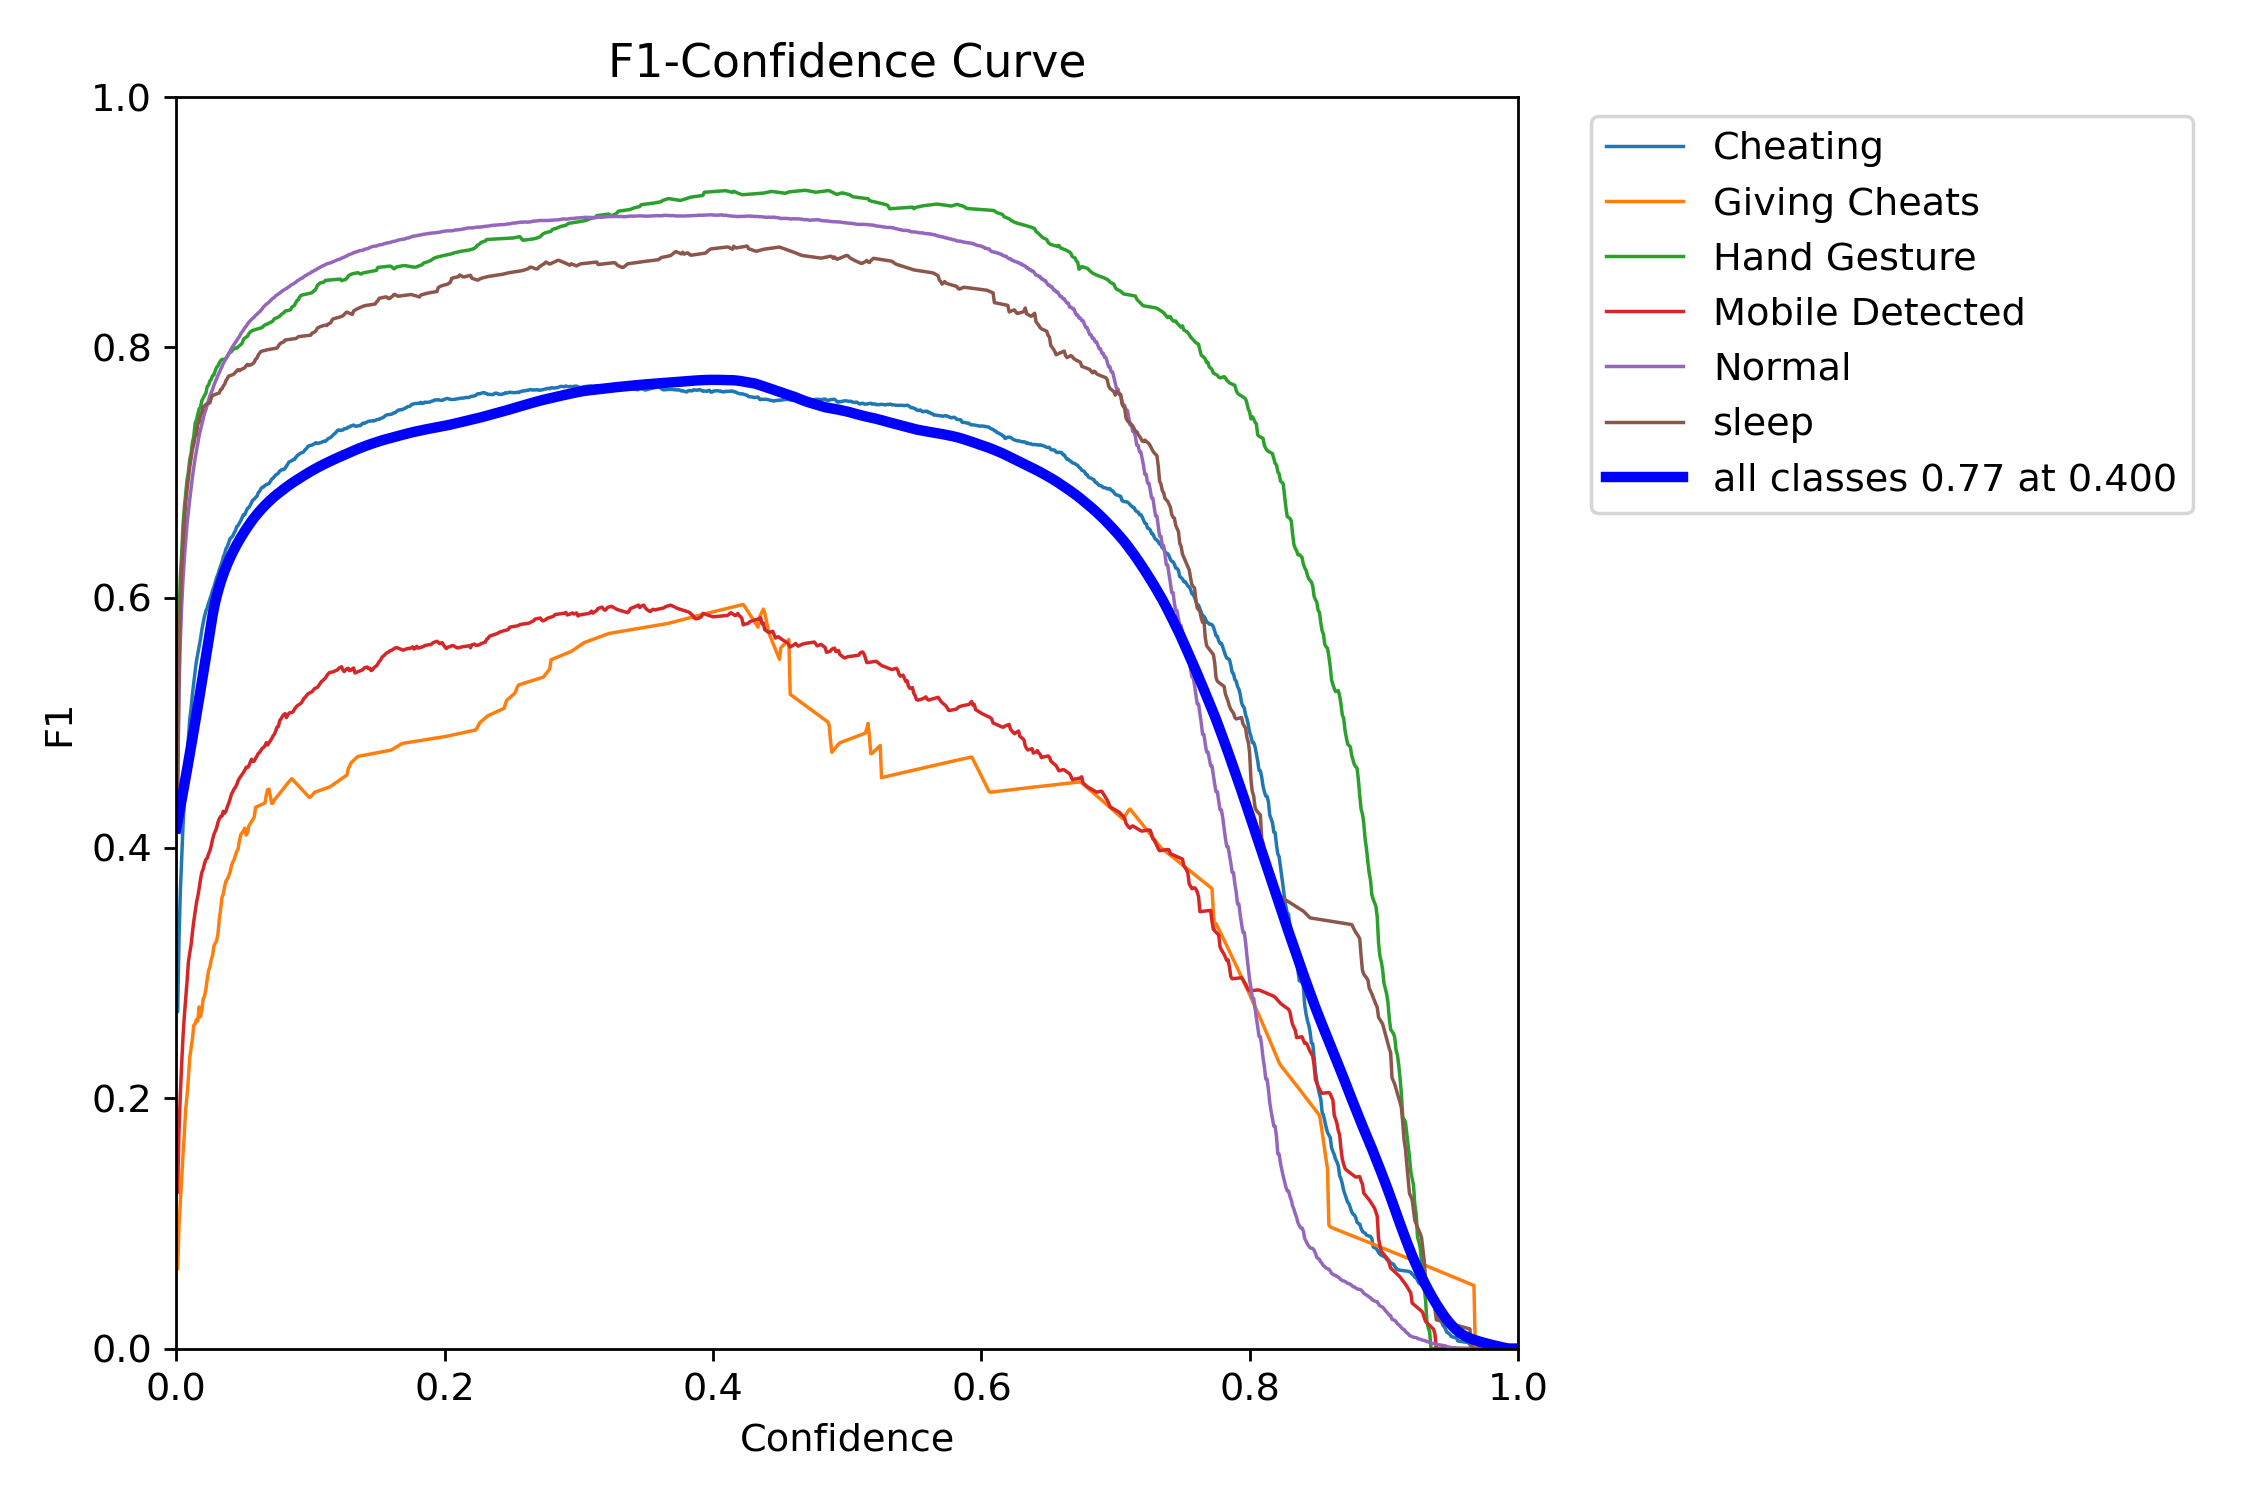 F1-Confidence Curve
1.0
0.8
0.6
0.4
0.2
0.0
F1
0.0 0.2 0.4 0.6 0.8 1.0
Confidence
Cheating
Giving Cheats
Hand Gesture
Mobile Detected
Normal
sleep
all classes 0.77 at 0.400